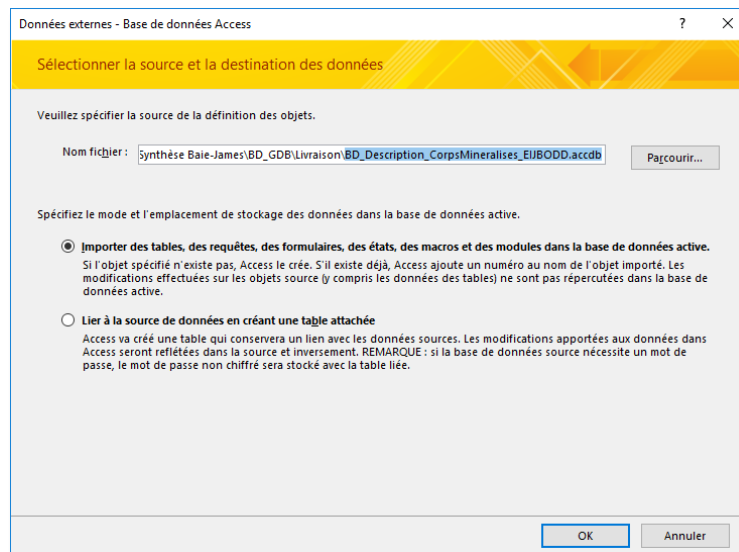 Données externes - Base de données Access
Sélectionner la source et la destination des données
Veuillez spécifier la source de la définition des objets.
Nom fichier : Synthèse Baie-James\BD_GDB\Livraison\BD_Description_CorpsMineralises_EIJBODD.accdb Parcourir...
Spécifiez le mode et l'emplacement de stockage des données dans la base de données active.
Importer des tables, des requêtes, des formulaires, des états, des macros et des modules dans la base de données active.
Si l'objet spécifié n'existe pas, Access le crée. S'il existe déjà, Access ajoute un numéro au nom de l'objet importé. Les
modifications effectuées sur les objets source (y compris les données des tables) ne sont pas répercutées dans la base de
données active.
Lier à la source de données en créant une table attachée
Access va créé une table qui conservera un lien avec les données sources. Les modifications apportées aux données dans
Access seront reflétées dans la source et inversement. REMARQUE : si la base de données source nécessite un mot de
passe, le mot de passe non chiffré sera stocké avec la table liée.
OK Annuler